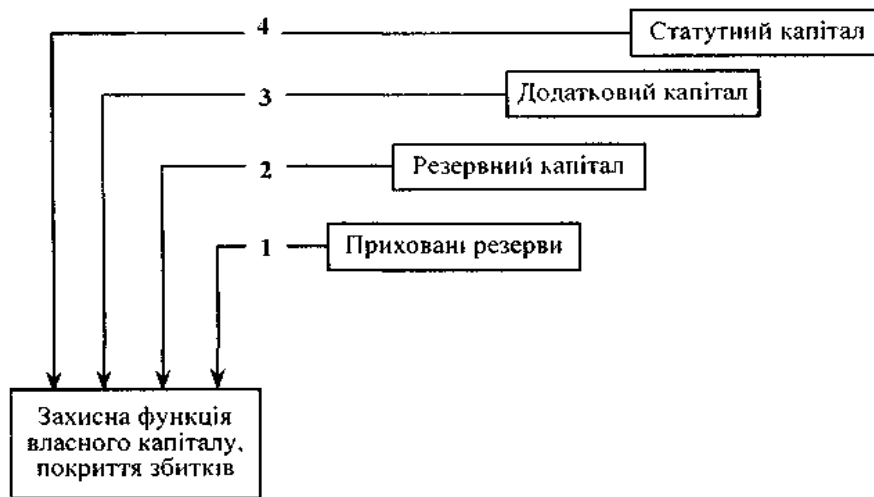 4 Статутний капітал
3 Додатковий капітал
2 Резервний капітал
1 Приховані резерви
Захисна функція
власного капіталу,
покриття збитків